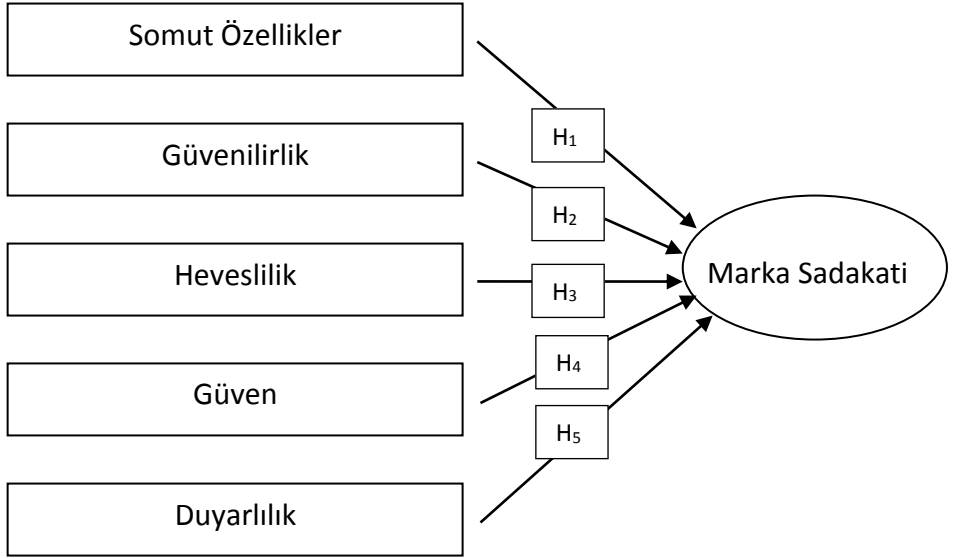 Somut Özellikler
H₁
Güvenilirlik
H₂
Heveslilik
H₃
Marka Sadakati
Güven
H₄
H₅
Duyarlılık